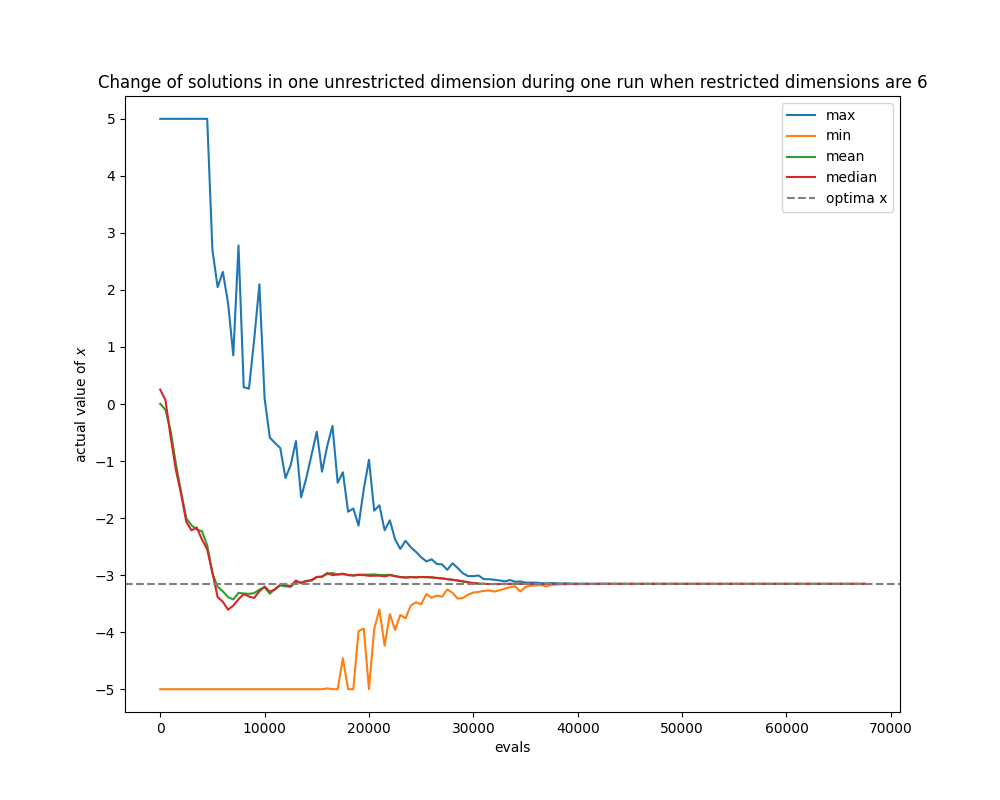 Change of solutions in one unrestricted dimension during one run when restricted dimensions are 6
max
min
mean
median
optima x
5
4
3
2
1
0
−1
−2
−3
−4
−5
actual value of x
0 10000 20000 30000 40000 50000 60000 70000
evals